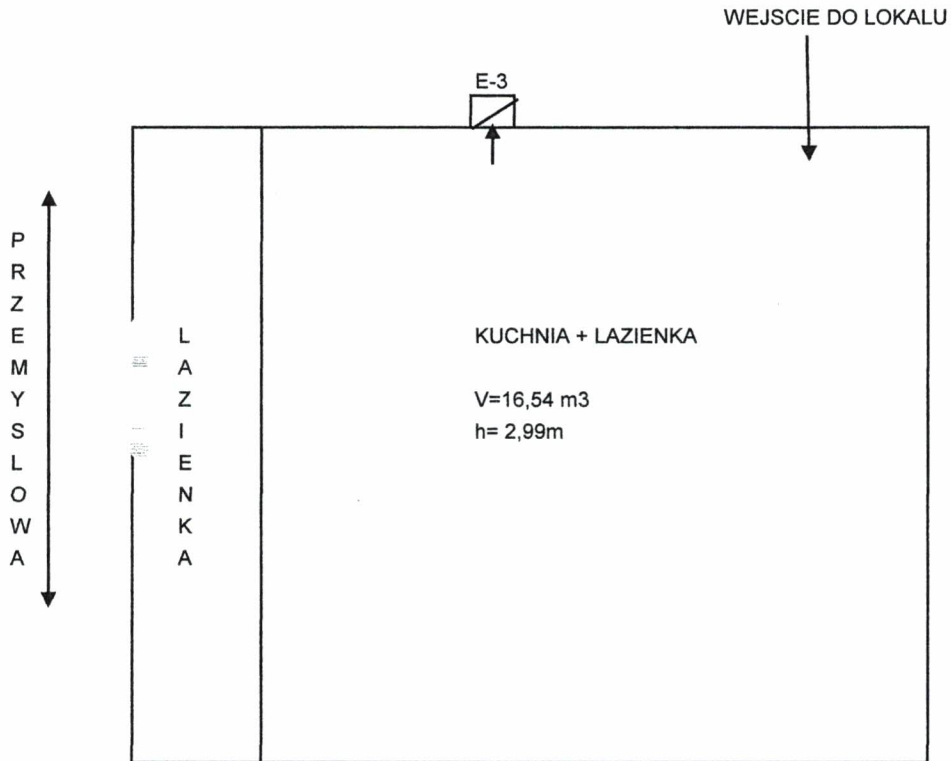 WEJSCIE DO LOKALU
E-3
PRZEMYSLOWA
LAZIENKA
KUCHNIA + LAZIENKA
V=16,54 m3
h= 2,99m